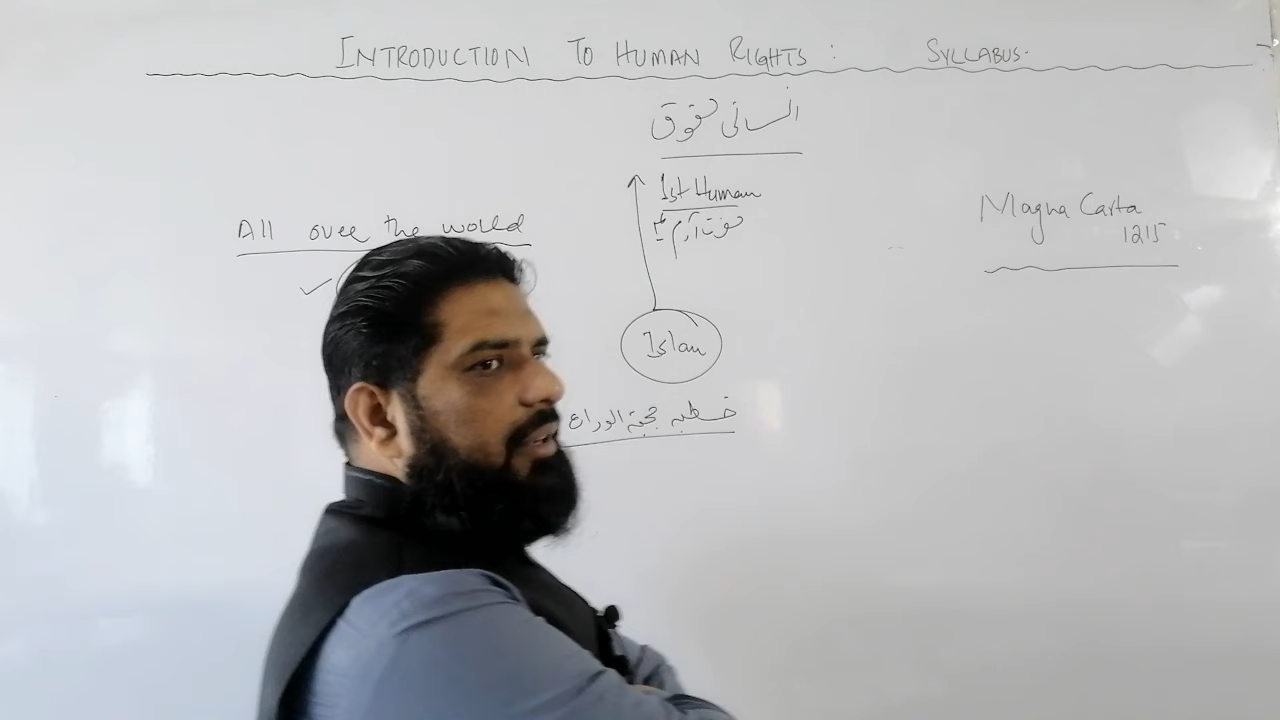 INTRODUCTION TO HUMAN RIGHTS : SYLLABUS.
انسانی حقوق
1st Human
حضرت آدمؑ
All over the world
Magna Carta
1215
Islam
خطبہ حجۃ الوداع